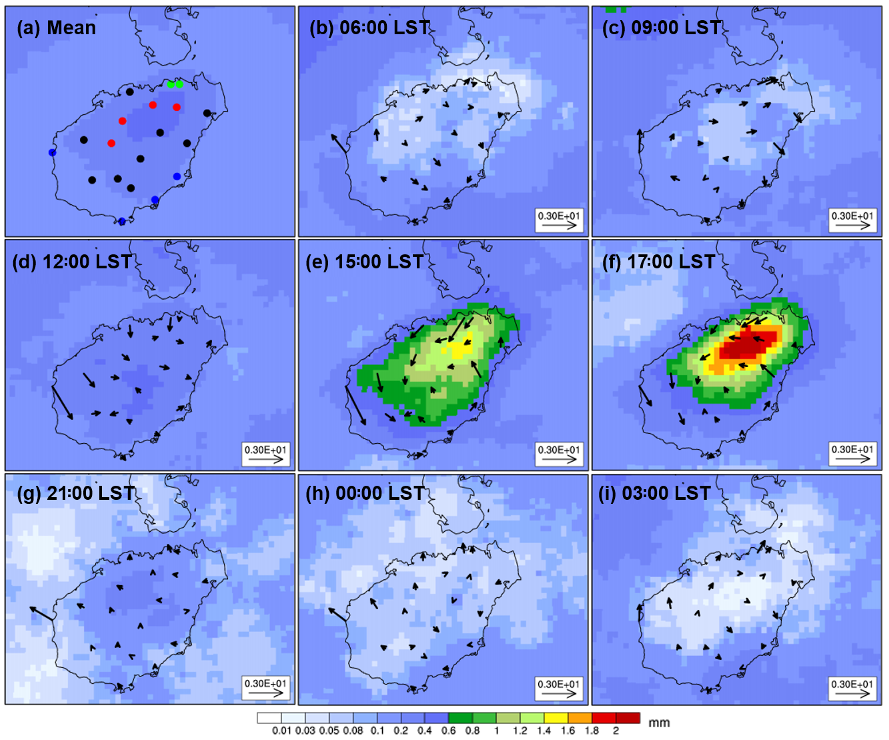 (a) Mean
(b) 06:00 LST
(c) 09:00 LST
0.30E+01
0.30E+01
(d) 12:00 LST
(e) 15:00 LST
(f) 17:00 LST
0.30E+01
0.30E+01
0.30E+01
(g) 21:00 LST
(h) 00:00 LST
(i) 03:00 LST
0.30E+01
0.30E+01
0.30E+01
0.01 0.03 0.05 0.08 0.1 0.2 0.4 0.6 0.8 1 1.2 1.4 1.6 1.8 2 mm